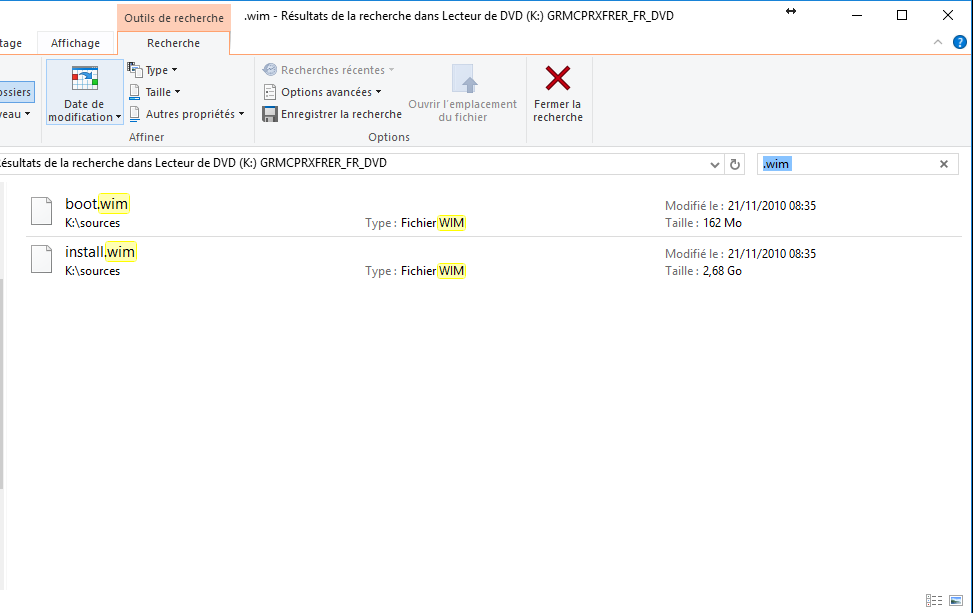 Outils de recherche
.wim - Résultats de la recherche dans Lecteur de DVD (K:) GRMCPRXFRER_FR_DVD
tage
Affichage
Recherche
ossiers
veau
Date de
modification
Type
Taille
Autres propriétés
Affiner
Recherches récentes
Options avancées
Enregistrer la recherche
Ouvrir l'emplacement
du fichier
Options
Fermer la
recherche
ésultats de la recherche dans Lecteur de DVD (K:) GRMCPRXFRER_FR_DVD
.wim
boot.wim
K:\sources
Type : Fichier WIM
Modifié le : 21/11/2010 08:35
Taille : 162 Mo
install.wim
K:\sources
Type : Fichier WIM
Modifié le : 21/11/2010 08:35
Taille : 2,68 Go